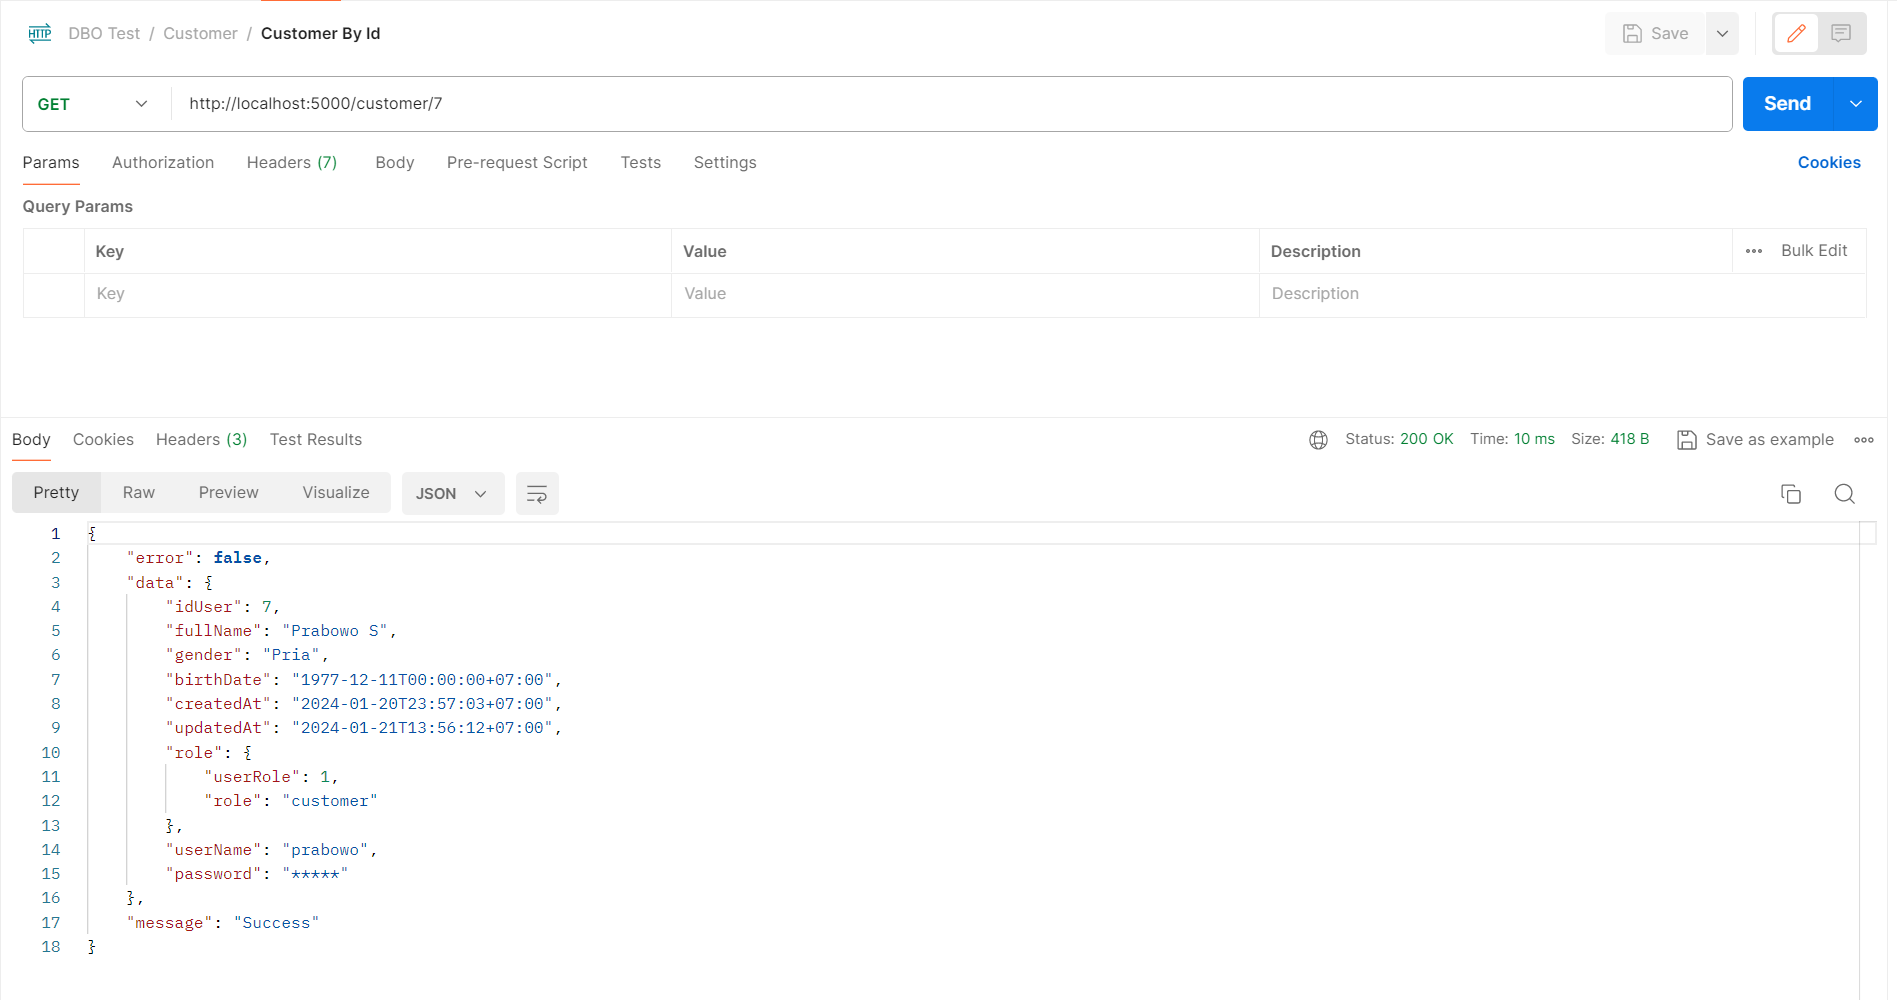 HTTP DBO Test / Customer / Customer By Id Save
GET http://localhost:5000/customer/7 Send
Params Authorization Headers (7) Body Pre-request Script Tests Settings Cookies
Query Params
Key Value Description Bulk Edit
Key Value Description
Body Cookies Headers (3) Test Results Status: 200 OK Time: 10 ms Size: 418 B Save as example
Pretty Raw Preview Visualize JSON
1 {
2 "error": false,
3 "data": {
4 "idUser": 7,
5 "fullName": "Prabowo S",
6 "gender": "Pria",
7 "birthDate": "1977-12-11T00:00:00+07:00",
8 "createdAt": "2024-01-20T23:57:03+07:00",
9 "updatedAt": "2024-01-21T13:56:12+07:00",
10 "role": {
11 "userRole": 1,
12 "role": "customer"
13 },
14 "userName": "prabowo",
15 "password": "*****"
16 },
17 "message": "Success"
18 }